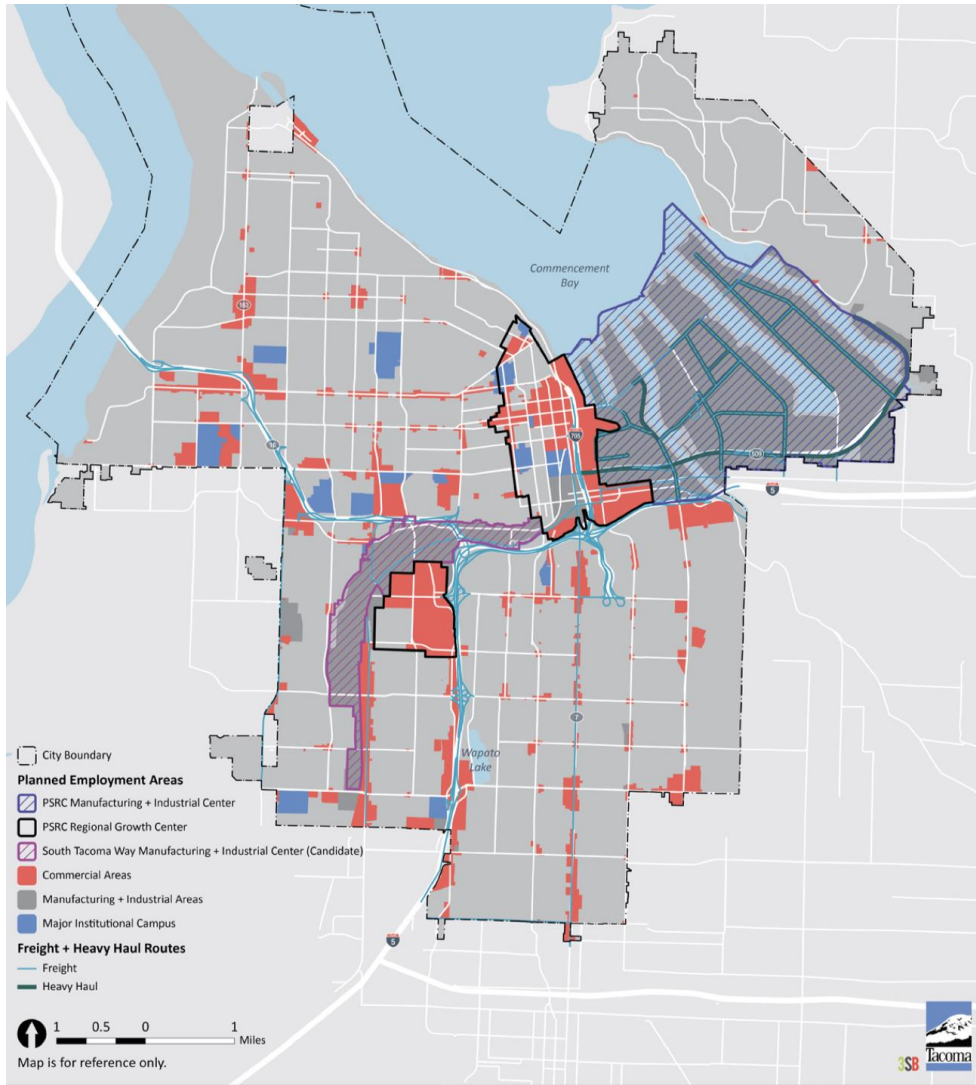 Commencement
Bay
163
16
705
509
5
7
Wapato
Lake
5
City Boundary
Planned Employment Areas
PSRC Manufacturing + Industrial Center
PSRC Regional Growth Center
South Tacoma Way Manufacturing + Industrial Center (Candidate)
Commercial Areas
Manufacturing + Industrial Areas
Major Institutional Campus
Freight + Heavy Haul Routes
Freight
Heavy Haul
1 0.5 0 1
Miles
Map is for reference only.
3SB
Tacoma